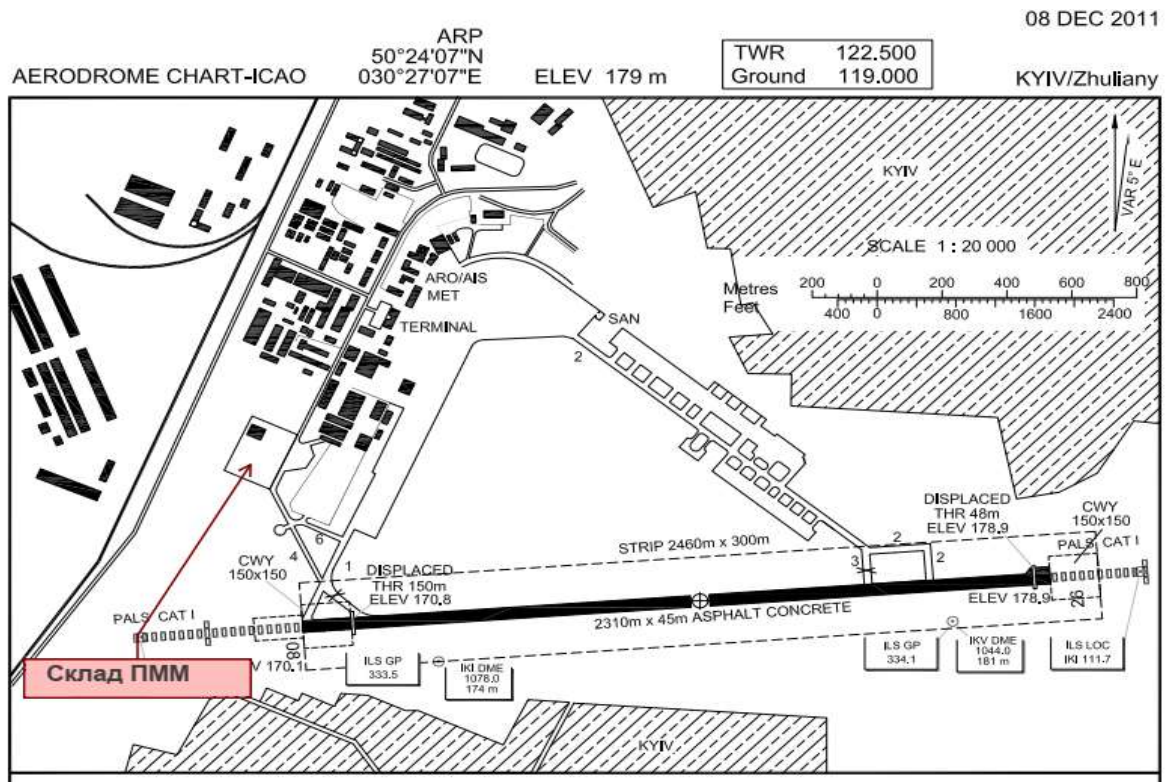 08 DEC 2011
ARP
50°24'07"N
030°27'07"E
AERODROME CHART-ICAO
ELEV 179 m
TWR 122.500
Ground 119.000
KYIV/Zhuliany
KYIV
VAR 5° E
SCALE 1 : 20 000
Metres
200 0 200 400 600 800
Feet
400 0 800 1600 2400
ARO/AIS
MET
TERMINAL
SAN
2
DISPLACED
THR 48m
ELEV 178.9
CWY
150x150
PALS CAT I
STRIP 2460m x 300m
2
3
2
6
4
1
CWY
150x150
DISPLACED
THR 150m
ELEV 170.8
PALS CAT I
2310m x 45m ASPHALT CONCRETE
ELEV 178.9
26
08
V 170.1
Склад ПММ
ILS GP
333.5
IKI DME
1078.0
174 m
ILS GP
334.1
IKV DME
1044.0
181 m
ILS LOC
IKI 111.7
KYIV